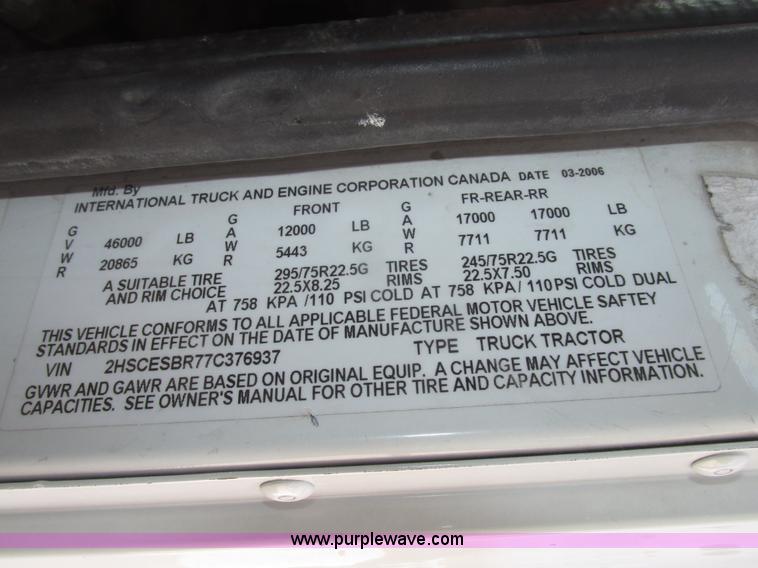 Mfd. By
INTERNATIONAL TRUCK AND ENGINE CORPORATION CANADA DATE 03-2006
G G FRONT G FR-REAR-RR
V 46000 LB A 12000 LB A 17000 17000 LB
W 20865 KG W 5443 KG W 7711 7711 KG
R R R
A SUITABLE TIRE 295/75R22.5G TIRES 245/75R22.5G TIRES
AND RIM CHOICE 22.5X8.25 RIMS 22.5X7.50 RIMS
AT 758 KPA /110 PSI COLD AT 758 KPA/ 110PSI COLD DUAL
THIS VEHICLE CONFORMS TO ALL APPLICABLE FEDERAL MOTOR VEHICLE SAFTEY
STANDARDS IN EFFECT ON THE DATE OF MANUFACTURE SHOWN ABOVE.
VIN 2HSCESBR77C376937 TYPE TRUCK TRACTOR
GVWR AND GAWR ARE BASED ON ORIGINAL EQUIP. A CHANGE MAY AFFECT VEHICLE
CAPACITIES. SEE OWNER'S MANUAL FOR OTHER TIRE AND CAPACITY INFORMATION.
www.purplewave.com